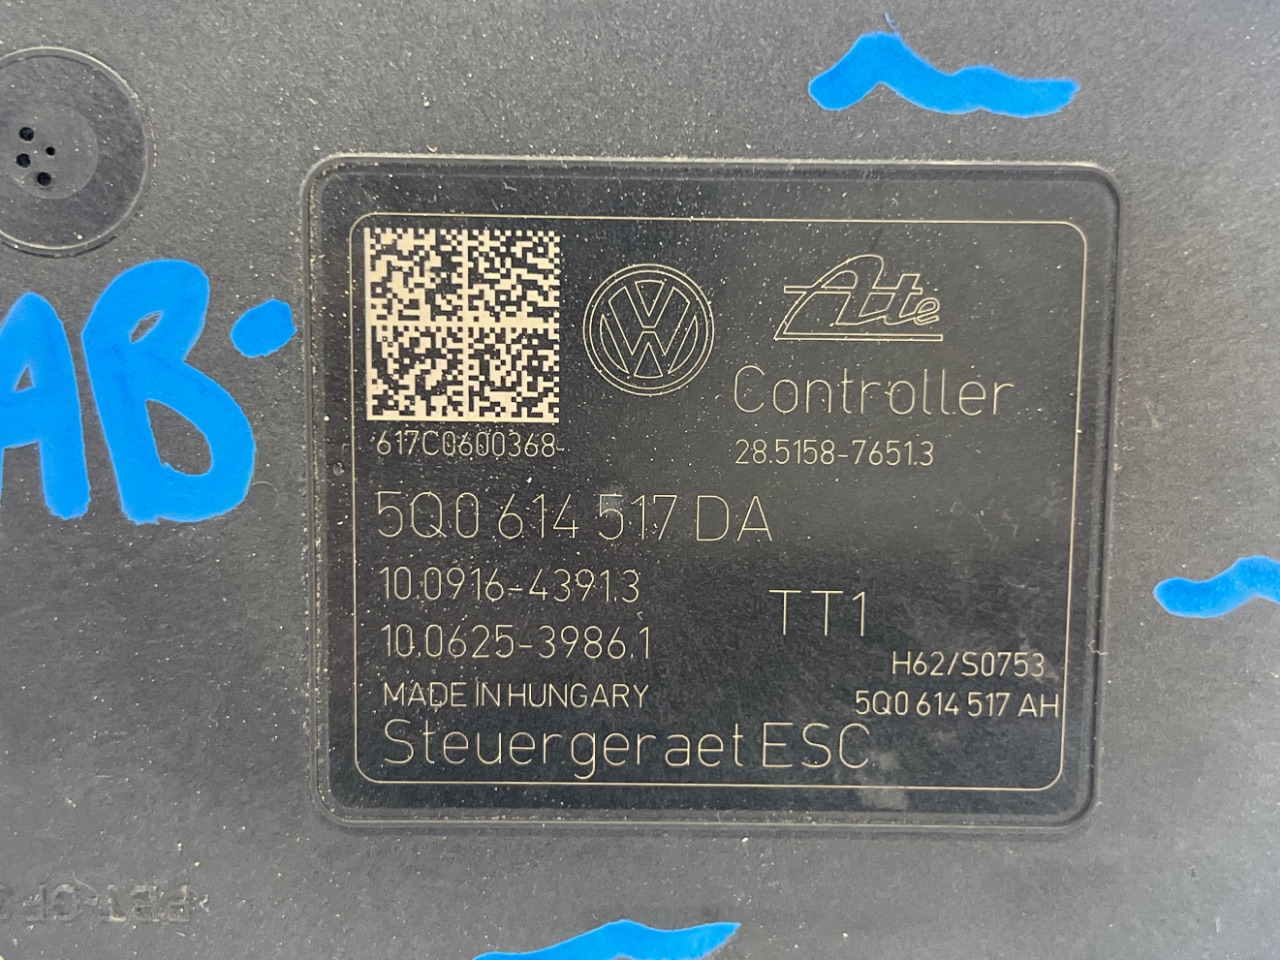 AB-
Ate
Controller
617C0600368
28.5158-7651.3
5Q0 614 517 DA
10.0916-4391.3
TT1
10.0625-3986.1
H62/S0753
MADE IN HUNGARY
5Q0 614 517 AH
Steuergeraet ESC